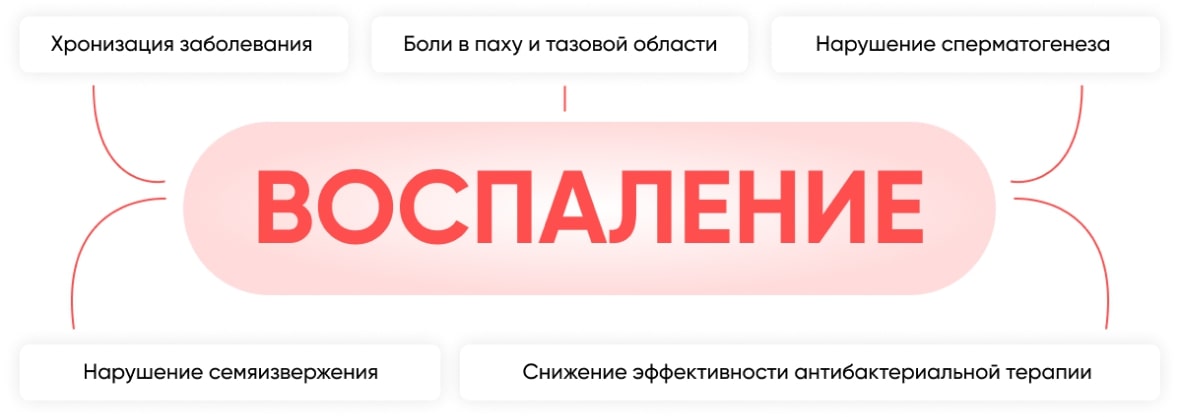 Хронизация заболевания
Боли в паху и тазовой области
Нарушение сперматогенеза
ВОСПАЛЕНИЕ
Нарушение семяизвержения
Снижение эффективности антибактериальной терапии